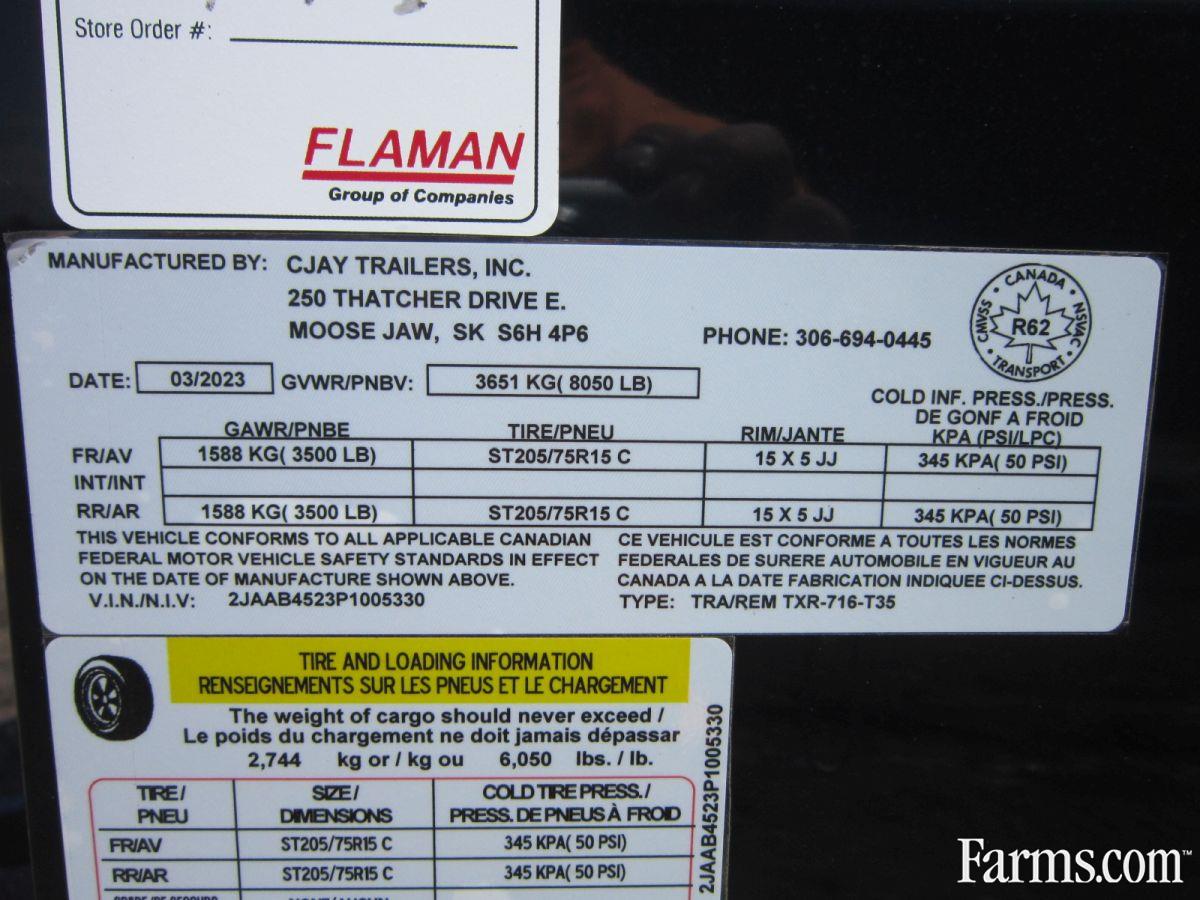 Store Order #:
FLAMAN
Group of Companies
MANUFACTURED BY: CJAY TRAILERS, INC.
250 THATCHER DRIVE E.
MOOSE JAW, SK S6H 4P6
PHONE: 306-694-0445
CANADA
CMVSS
R62
NSVAC
TRANSPORT
DATE: 03/2023 GVWR/PNBV: 3651 KG( 8050 LB)
COLD INF. PRESS./PRESS.
DE GONF A FROID
GAWR/PNBE TIRE/PNEU RIM/JANTE KPA (PSI/LPC)
FR/AV 1588 KG( 3500 LB) ST205/75R15 C 15 X 5 JJ 345 KPA( 50 PSI)
INT/INT
RR/AR 1588 KG( 3500 LB) ST205/75R15 C 15 X 5 JJ 345 KPA( 50 PSI)
THIS VEHICLE CONFORMS TO ALL APPLICABLE CANADIAN
FEDERAL MOTOR VEHICLE SAFETY STANDARDS IN EFFECT
ON THE DATE OF MANUFACTURE SHOWN ABOVE.
V.I.N./N.I.V: 2JAAB4523P1005330
CE VEHICULE EST CONFORME A TOUTES LES NORMES
FEDERALES DE SURERE AUTOMOBILE EN VIGUEUR AU
CANADA A LA DATE FABRICATION INDIQUEE CI-DESSUS.
TYPE: TRA/REM TXR-716-T35
TIRE AND LOADING INFORMATION
RENSEIGNEMENTS SUR LES PNEUS ET LE CHARGEMENT
The weight of cargo should never exceed /
Le poids du chargement ne doit jamais dépassar
2,744 kg or / kg ou 6,050 lbs. / lb.
TIRE / SIZE / COLD TIRE PRESS. /
PNEU DIMENSIONS PRESS. DE PNEUS À FROID
FR/AV ST205/75R15 C 345 KPA( 50 PSI)
RR/AR ST205/75R15 C 345 KPA( 50 PSI)
2JAAB4523P1005330
Farms.com™